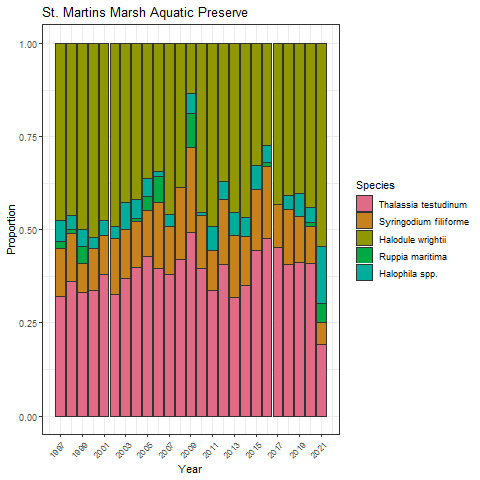 St. Martins Marsh Aquatic Preserve
1.00
0.75
0.50
0.25
0.00
Proportion
1997
1999
2001
2003
2005
2007
2009
2011
2013
2015
2017
2019
2021
Year
Species
Thalassia testudinum
Syringodium filiforme
Halodule wrightii
Ruppia maritima
Halophila spp.